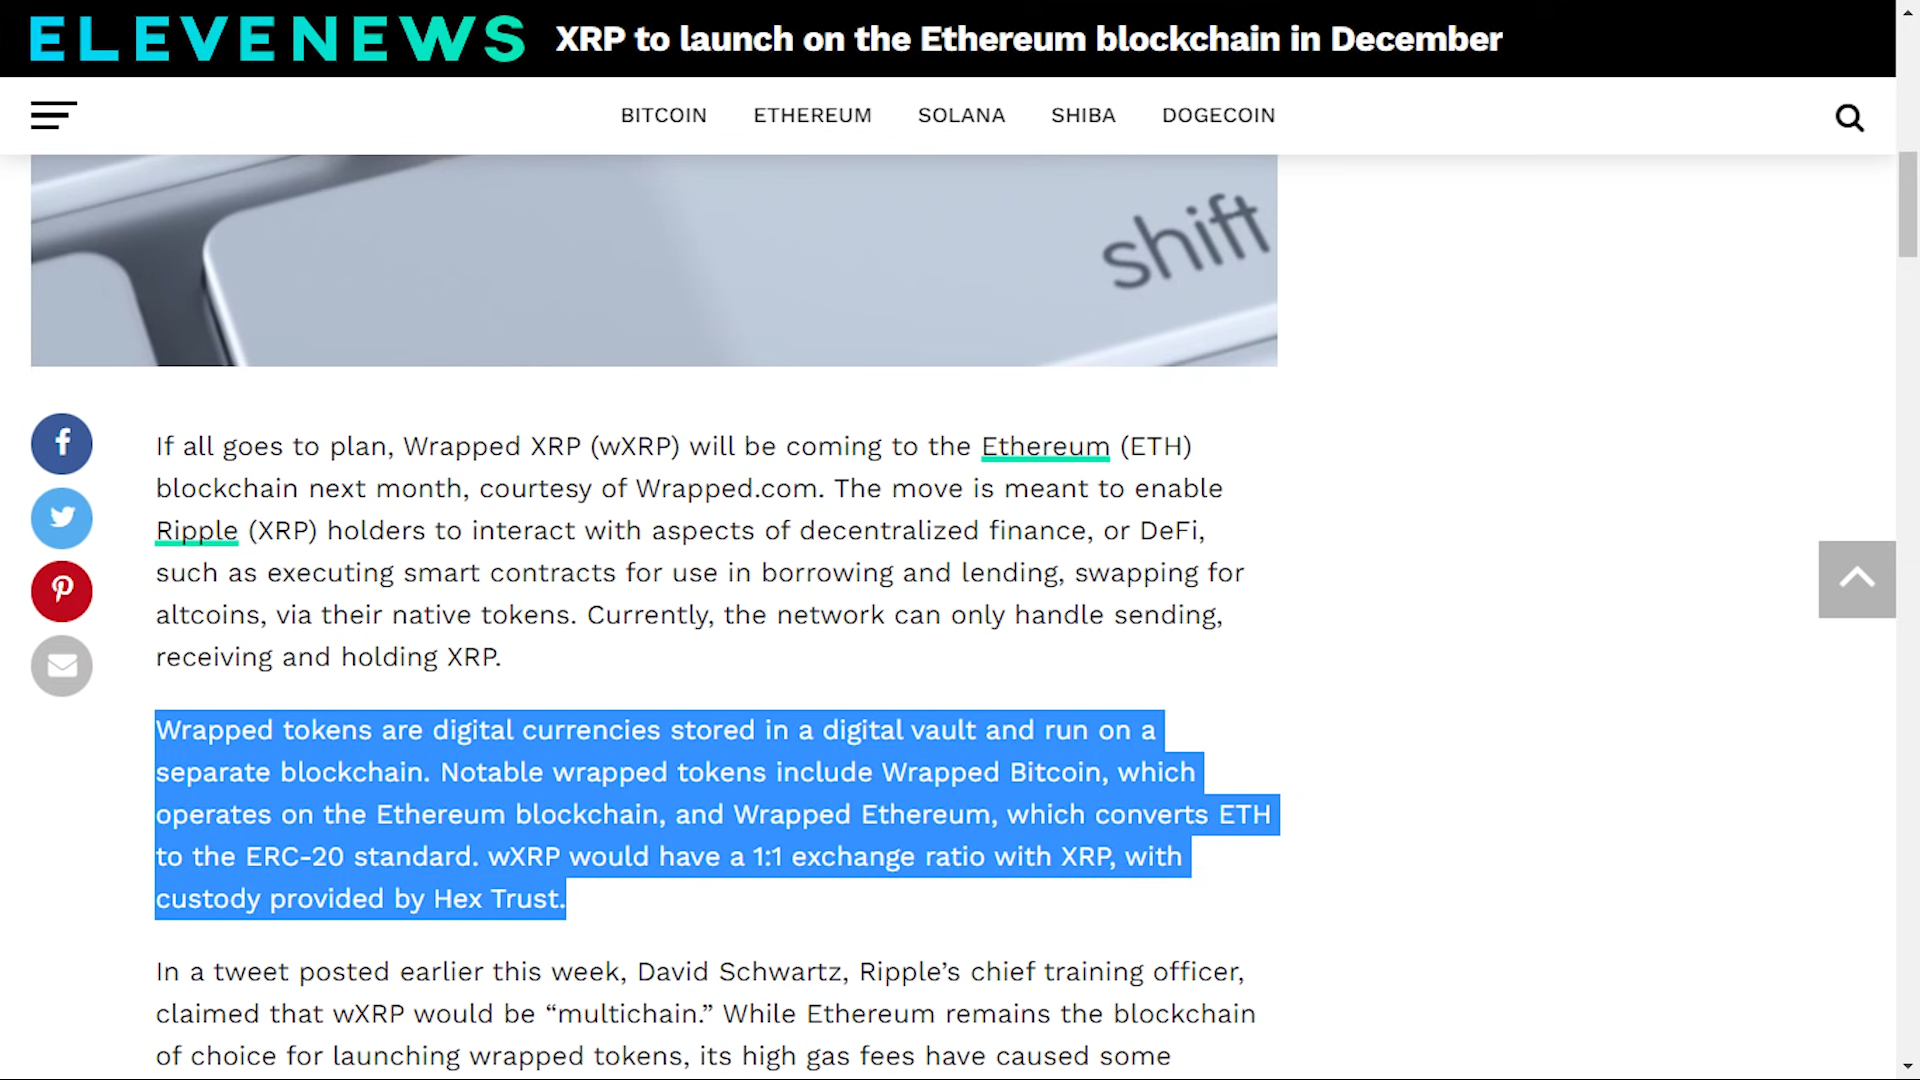 ELEVENEWS XRP to launch on the Ethereum blockchain in December
BITCOIN ETHEREUM SOLANA SHIBA DOGECOIN
shift
If all goes to plan, Wrapped XRP (wXRP) will be coming to the Ethereum (ETH)
blockchain next month, courtesy of Wrapped.com. The move is meant to enable
Ripple (XRP) holders to interact with aspects of decentralized finance, or DeFi,
such as executing smart contracts for use in borrowing and lending, swapping for
altcoins, via their native tokens. Currently, the network can only handle sending,
receiving and holding XRP.
Wrapped tokens are digital currencies stored in a digital vault and run on a
separate blockchain. Notable wrapped tokens include Wrapped Bitcoin, which
operates on the Ethereum blockchain, and Wrapped Ethereum, which converts ETH
to the ERC-20 standard. wXRP would have a 1:1 exchange ratio with XRP, with
custody provided by Hex Trust.
In a tweet posted earlier this week, David Schwartz, Ripple’s chief training officer,
claimed that wXRP would be “multichain.” While Ethereum remains the blockchain
of choice for launching wrapped tokens, its high gas fees have caused some